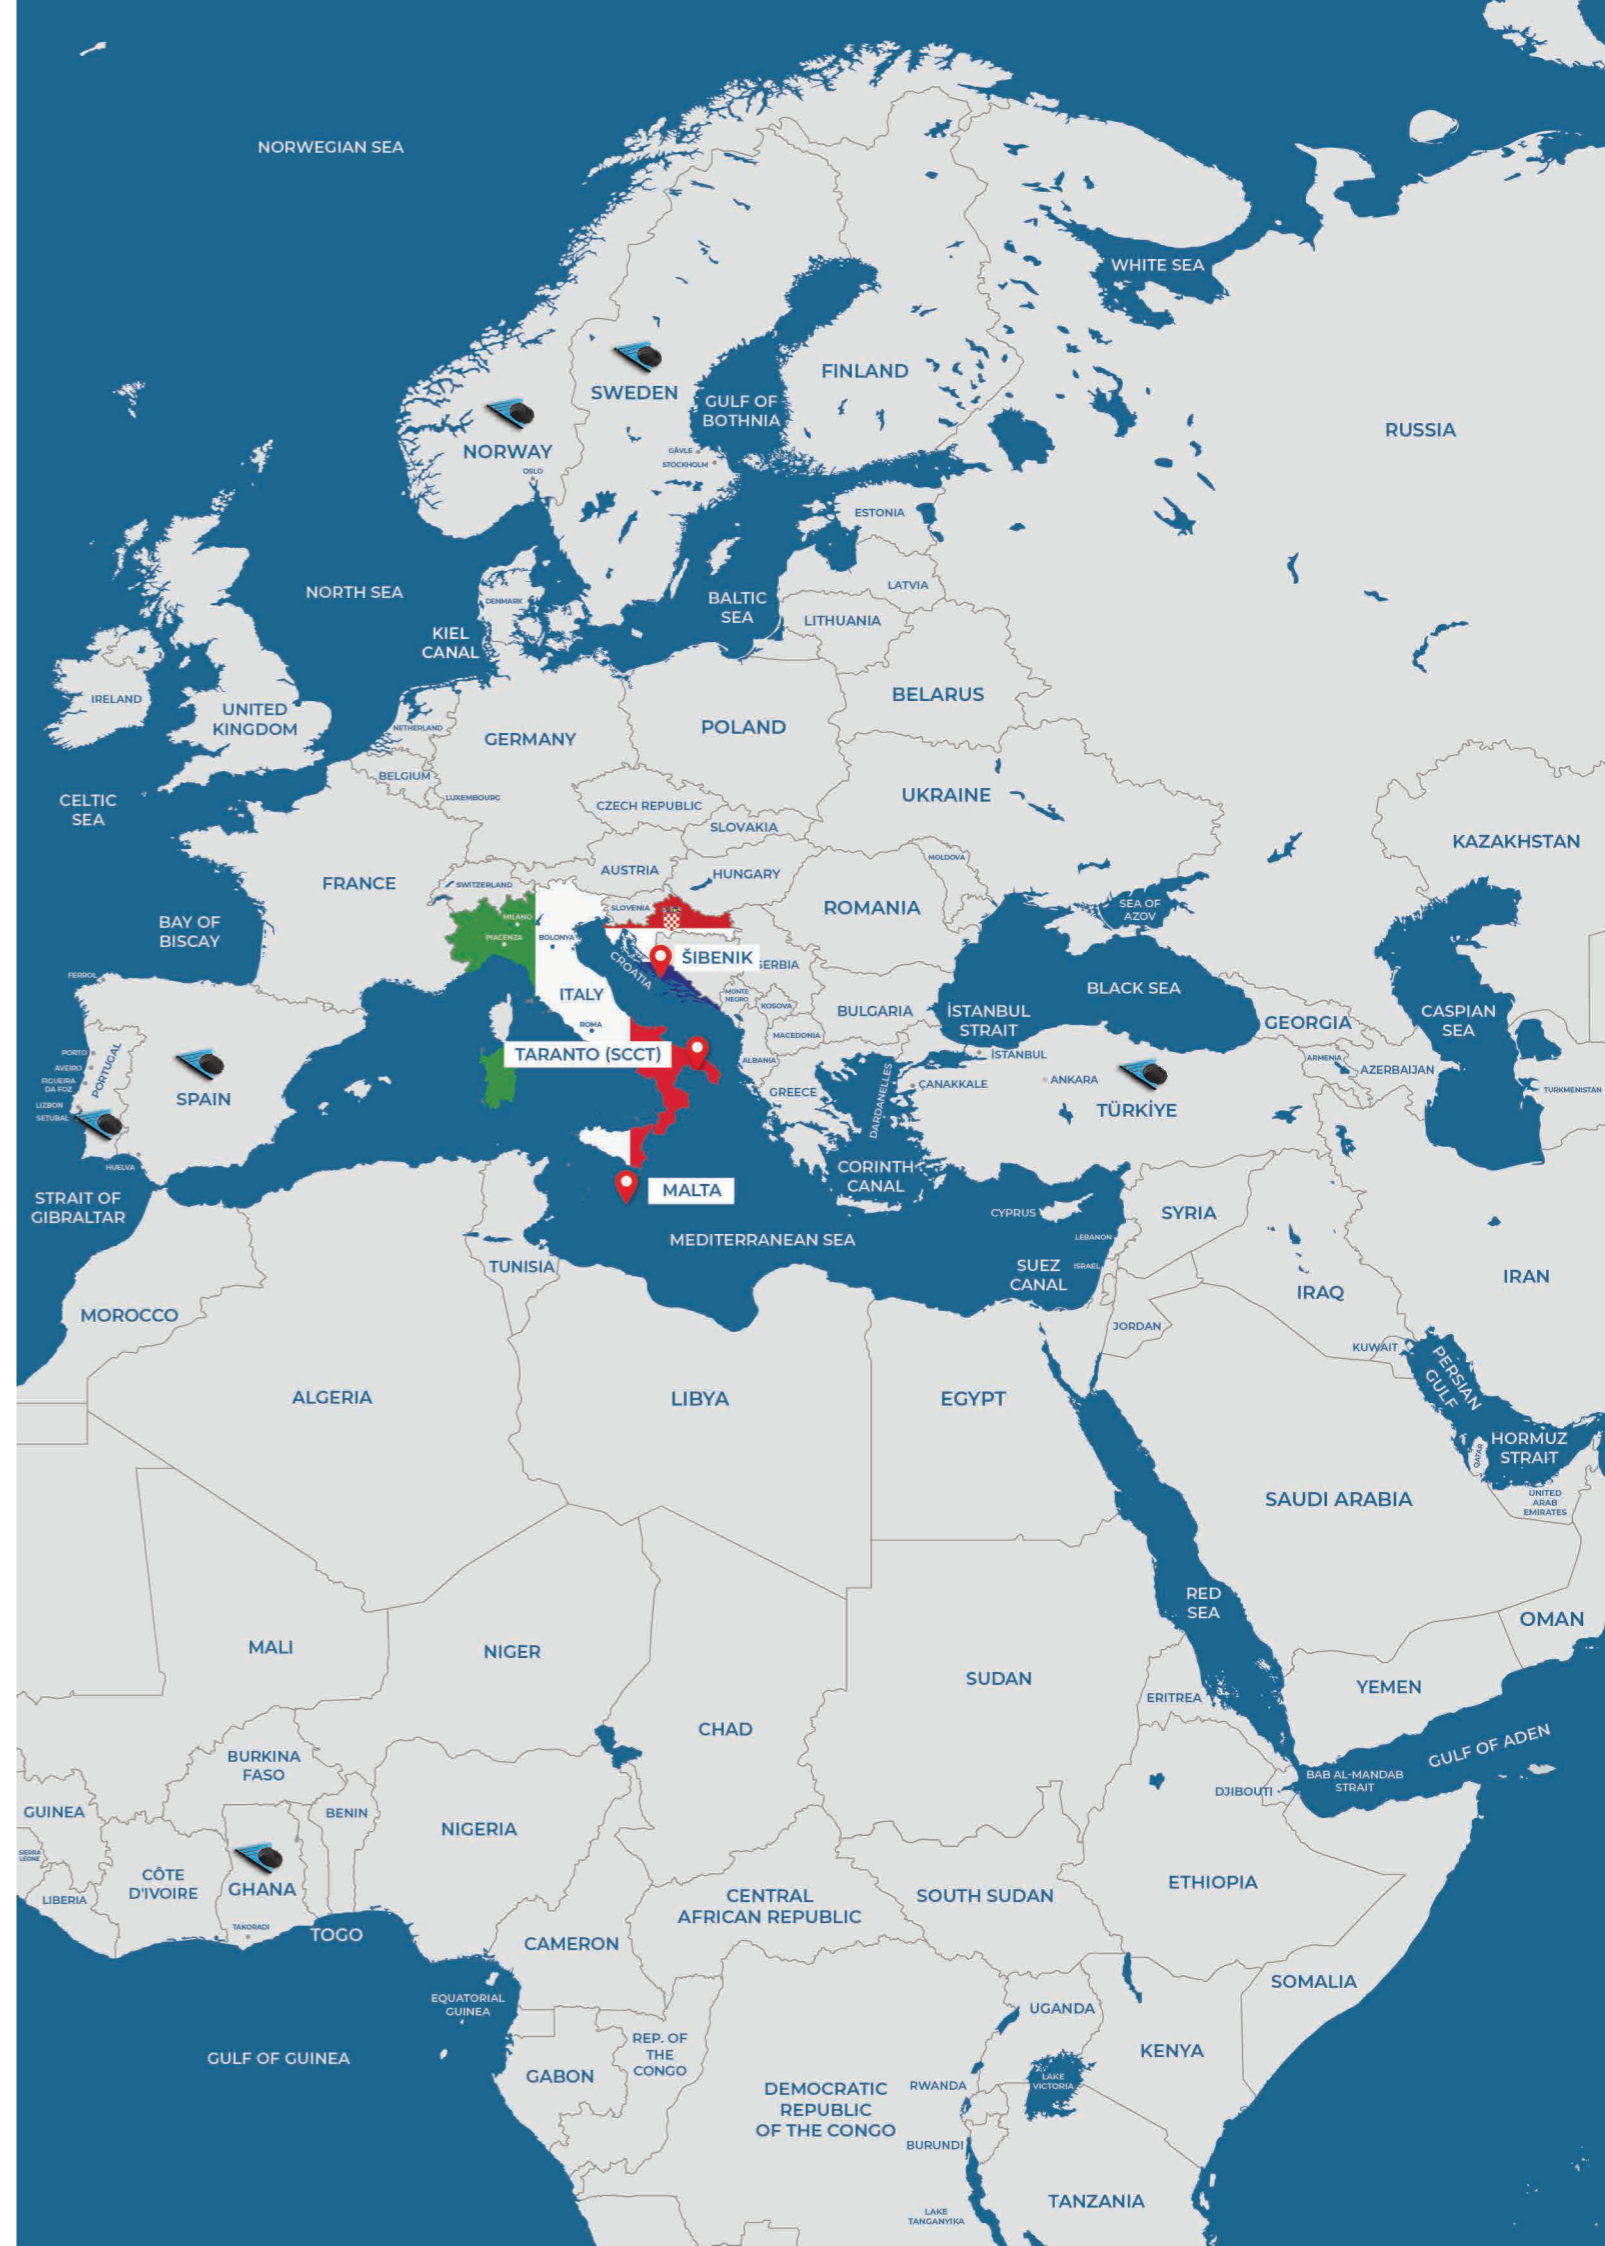 NORWEGIAN SEA
WHITE SEA
FINLAND
SWEDEN
GULF OF
BOTHNIA
RUSSIA
NORWAY
OSLO
GÄVLE
STOCKHOLM
ESTONIA
NORTH SEA
LATVIA
DENMARK
BALTIC
SEA
LITHUANIA
KIEL
CANAL
BELARUS
IRELAND
UNITED
KINGDOM
NETHERLAND
GERMANY
POLAND
BELGIUM
LUXEMBOURG
CELTIC
SEA
CZECH REPUBLIC
UKRAINE
SLOVAKIA
KAZAKHSTAN
MOLDOVA
AUSTRIA
HUNGARY
FRANCE
SWITZERLAND
SLOVENIA
ROMANIA
SEA OF
AZOV
MILANO
BAY OF
BISCAY
PIACENZA
BOLONYA
ŠIBENIK
SERBIA
CROATIA
FERROL
ITALY
MONTE
NEGRO
KOSOVA
BULGARIA
BLACK SEA
İSTANBUL
STRAIT
GEORGIA
CASPIAN
SEA
ROMA
MACEDONIA
PORTO
TARANTO (SCCT)
ALBANIA
İSTANBUL
ARMENIA
AZERBAIJAN
AVEIRO
PORTUGAL
FIGUEIRA
DA FOZ
ÇANAKKALE
ANKARA
TURKMENISTAN
GREECE
DARDANELLES
SPAIN
LIZBON
SETUBAL
TÜRKİYE
HUELVA
CORINTH
CANAL
MALTA
STRAIT OF
GIBRALTAR
CYPRUS
SYRIA
MEDITERRANEAN SEA
LEBANON
TUNISIA
SUEZ
CANAL
ISRAEL
IRAN
IRAQ
MOROCCO
JORDAN
KUWAIT
PERSIAN
GULF
ALGERIA
LIBYA
EGYPT
HORMUZ
STRAIT
QATAR
SAUDI ARABIA
UNITED
ARAB
EMIRATES
RED
SEA
OMAN
MALI
NIGER
SUDAN
YEMEN
ERITREA
CHAD
GULF OF ADEN
BURKINA
FASO
BAB AL-MANDAB
STRAIT
DJIBOUTI
GUINEA
BENIN
NIGERIA
SIERRA
LEONE
CÔTE
D'IVOIRE
GHANA
LIBERIA
ETHIOPIA
CENTRAL
AFRICAN REPUBLIC
SOUTH SUDAN
TAKORADI
TOGO
CAMERON
SOMALIA
EQUATORIAL
GUINEA
UGANDA
REP. OF
THE
CONGO
KENYA
GULF OF GUINEA
GABON
LAKE
VICTORIA
DEMOCRATIC
REPUBLIC
OF THE CONGO
RWANDA
BURUNDI
TANZANIA
LAKE
TANGANYIKA